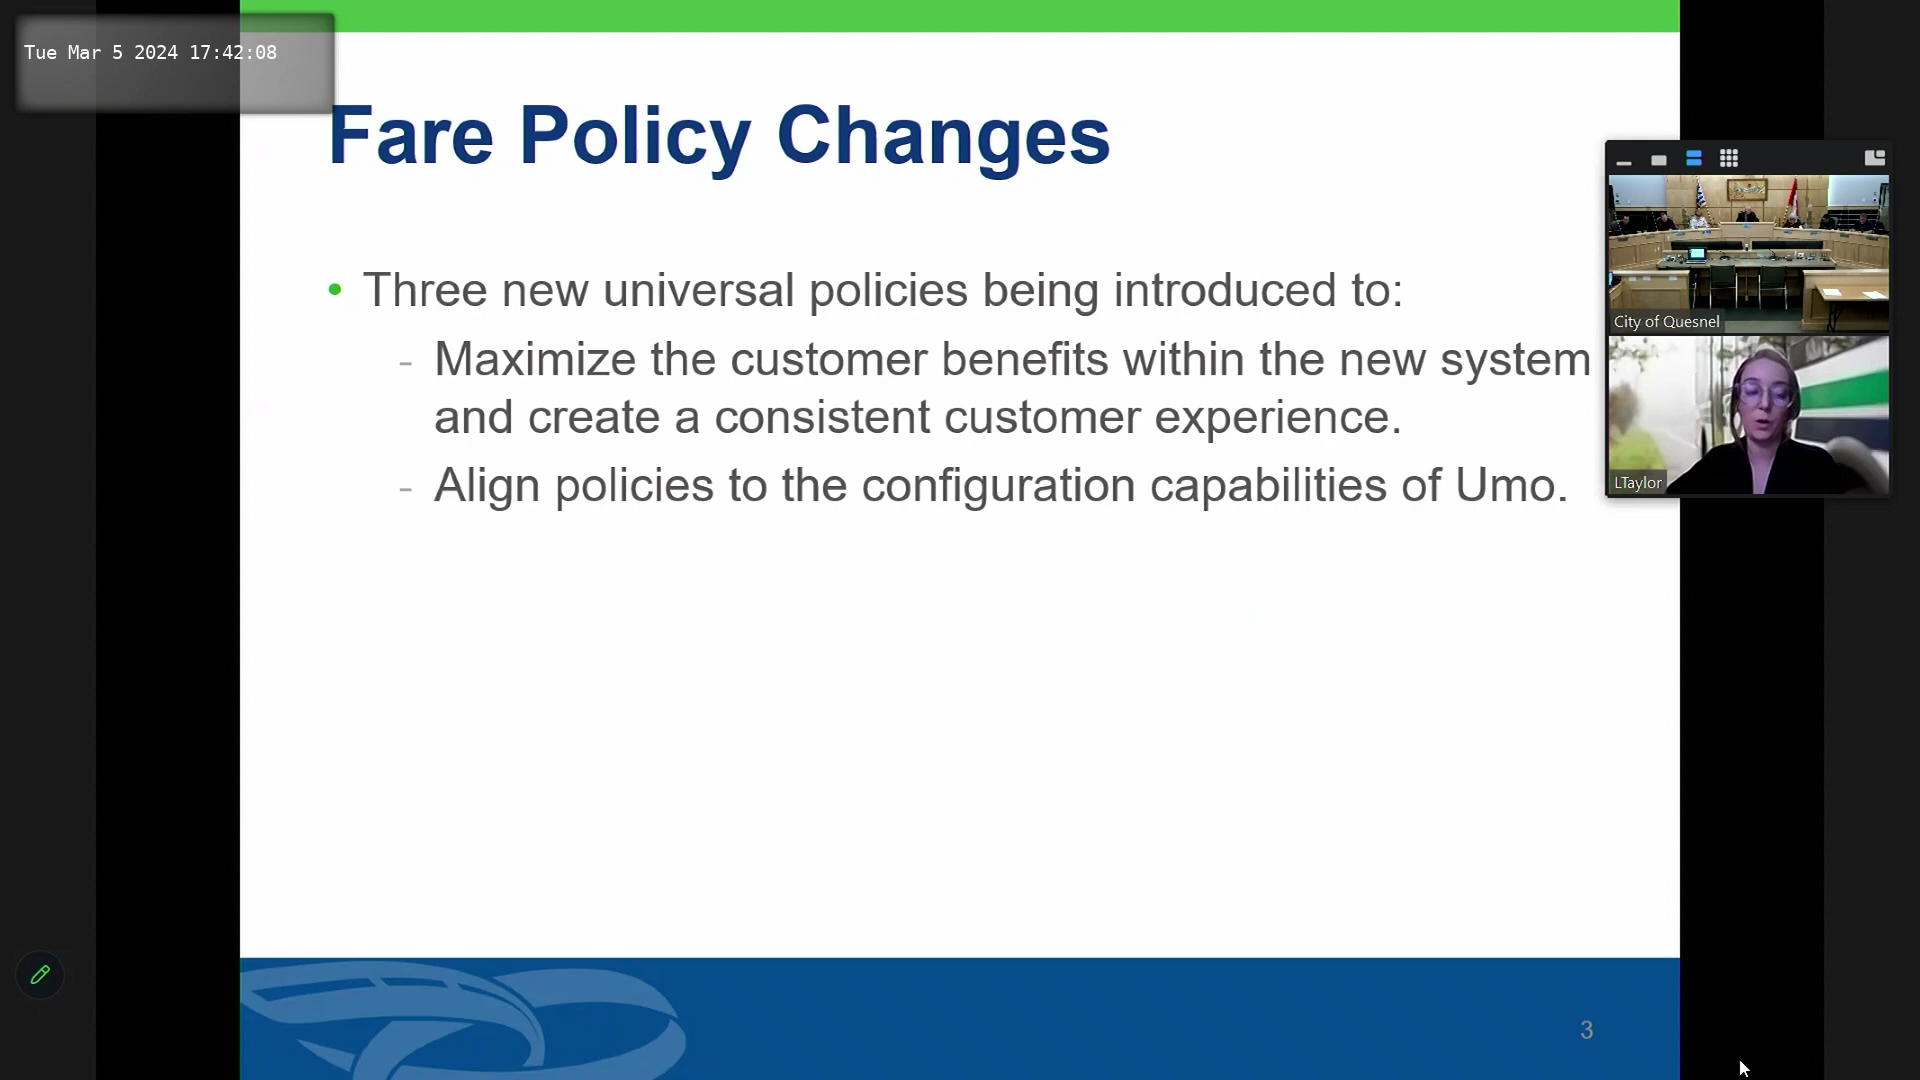 Tue Mar 5 2024 17:42:08
Fare Policy Changes
• Three new universal policies being introduced to:
- Maximize the customer benefits within the new system
and create a consistent customer experience.
- Align policies to the configuration capabilities of Umo.
City of Quesnel
LTaylor
3